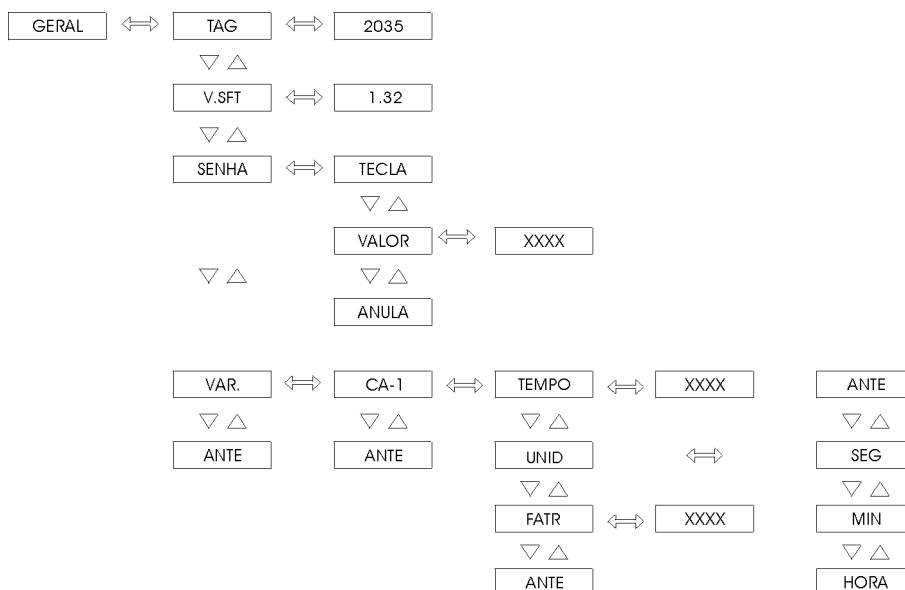 GERAL TAG 2035
V.SFT 1.32
SENHA TECLA
VALOR XXXX
ANULA
VAR. CA-1 TEMPO XXXX ANTE
ANTE ANTE UNID SEG
FATR XXXX MIN
ANTE HORA